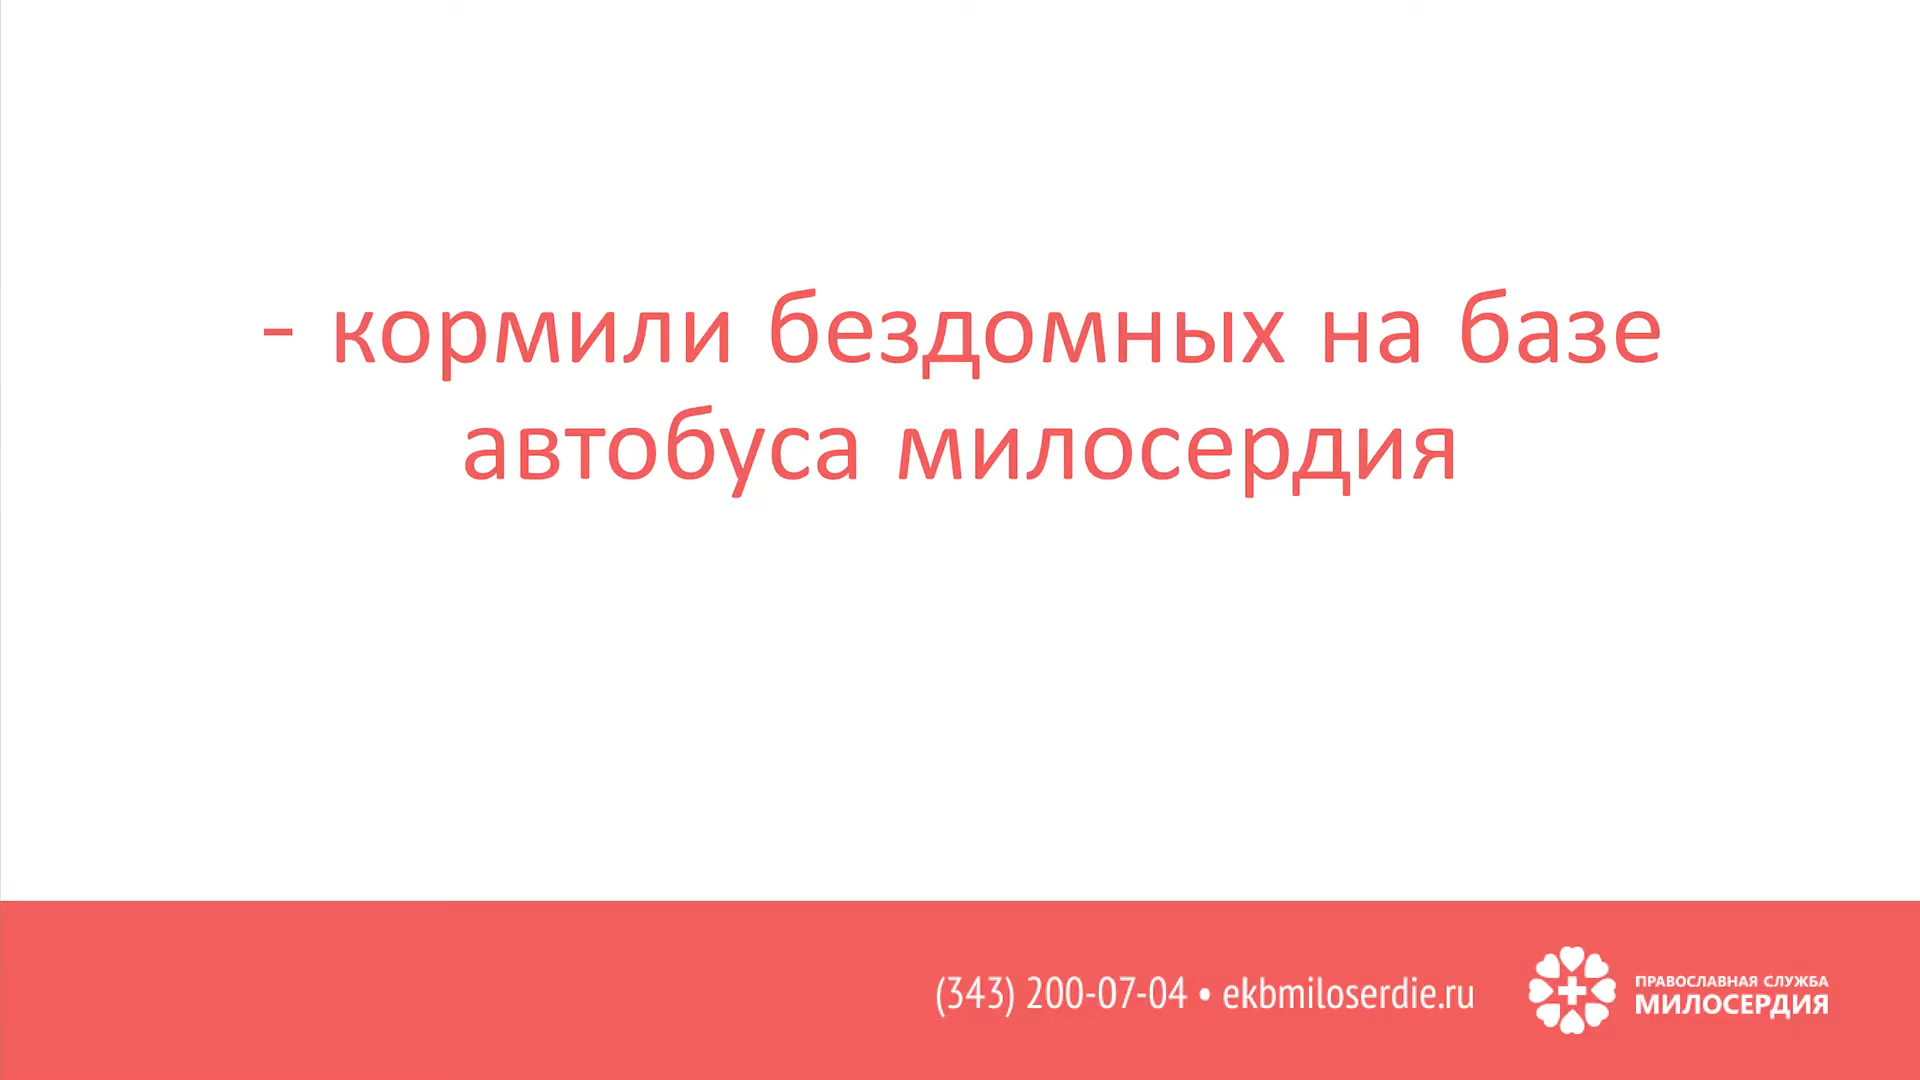 - кормили бездомных на базе
автобуса милосердия
(343) 200-07-04 • ekbmiloserdie.ru
ПРАВОСЛАВНАЯ СЛУЖБА
МИЛОСЕРДИЯ